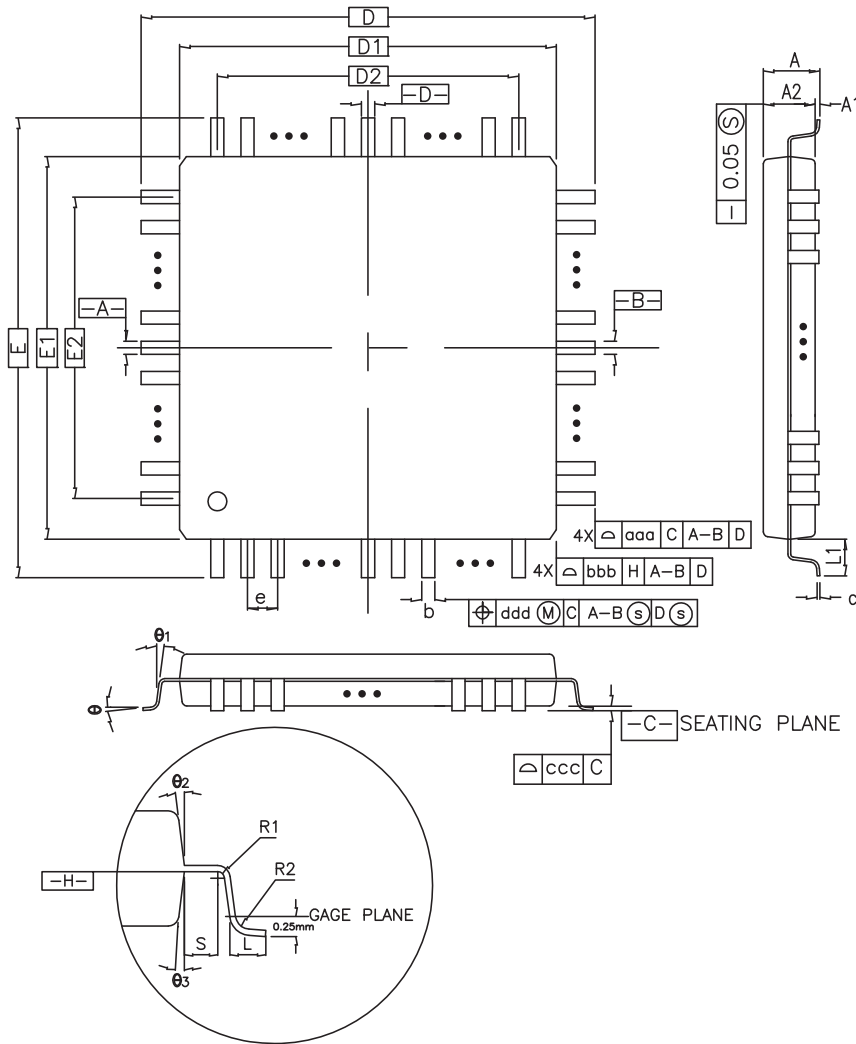 D
D1
D2
-D-
A
A2
A1
- 0.05 Ⓢ
-A-
-B-
E
E1
E2
4X ⌓ aaa C A-B D
4X ⌓ bbb H A-B D
e
b
⌖ ddd Ⓜ C A-B ⓢ D ⓢ
L1
c
θ1
θ
-C- SEATING PLANE
⌓ ccc C
θ2
R1
-H-
R2
GAGE PLANE
0.25mm
S
L
θ3